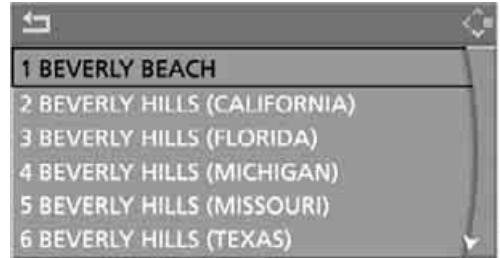 1 BEVERLY BEACH
2 BEVERLY HILLS (CALIFORNIA)
3 BEVERLY HILLS (FLORIDA)
4 BEVERLY HILLS (MICHIGAN)
5 BEVERLY HILLS (MISSOURI)
6 BEVERLY HILLS (TEXAS)